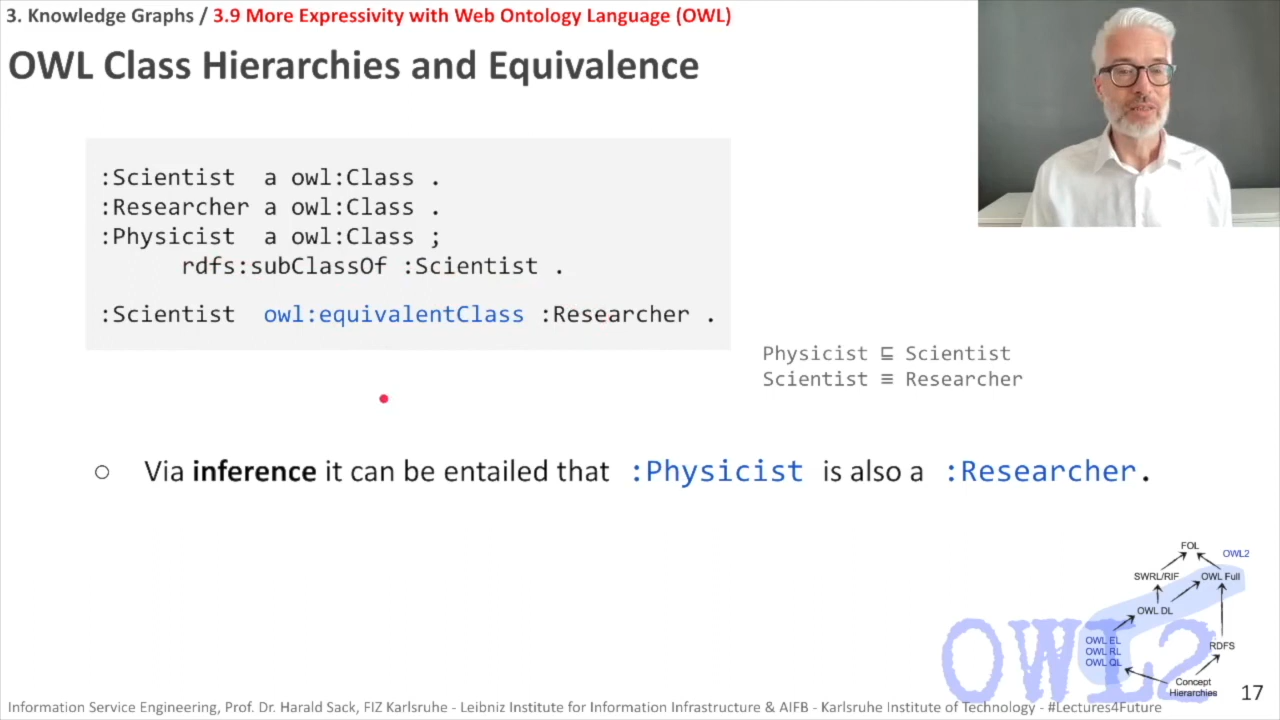 3. Knowledge Graphs / 3.9 More Expressivity with Web Ontology Language (OWL)
OWL Class Hierarchies and Equivalence
:Scientist a owl:Class .
:Researcher a owl:Class .
:Physicist a owl:Class ;
rdfs:subClassOf :Scientist .
:Scientist owl:equivalentClass :Researcher .
Physicist ⊑ Scientist
Scientist ≡ Researcher
○ Via inference it can be entailed that :Physicist is also a :Researcher.
FOL
OWL2
SWRL/RIF
OWL Full
OWL DL
OWL EL
OWL RL
OWL QL
RDFS
Concept
Hierarchies
OWL2
17
Information Service Engineering, Prof. Dr. Harald Sack, FIZ Karlsruhe - Leibniz Institute for Information Infrastructure & AIFB - Karlsruhe Institute of Technology - #Lectures4Future